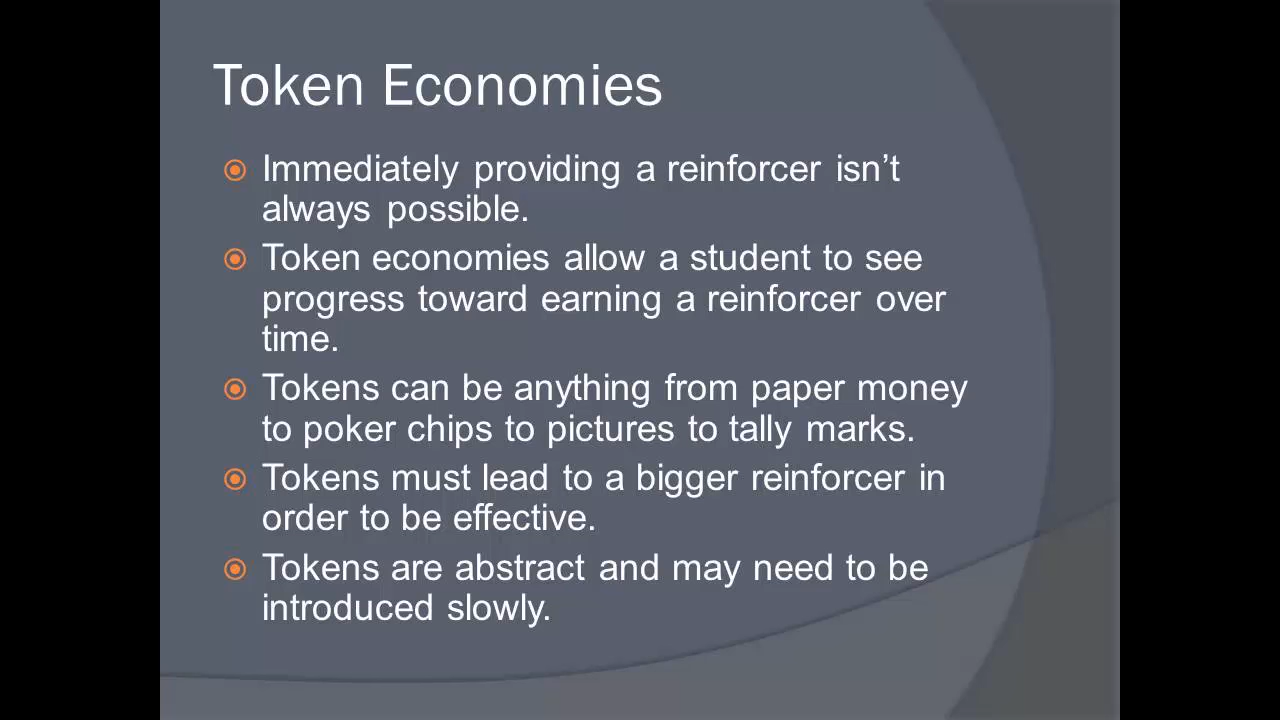 Token Economies
Immediately providing a reinforcer isn’t
always possible.
Token economies allow a student to see
progress toward earning a reinforcer over
time.
Tokens can be anything from paper money
to poker chips to pictures to tally marks.
Tokens must lead to a bigger reinforcer in
order to be effective.
Tokens are abstract and may need to be
introduced slowly.